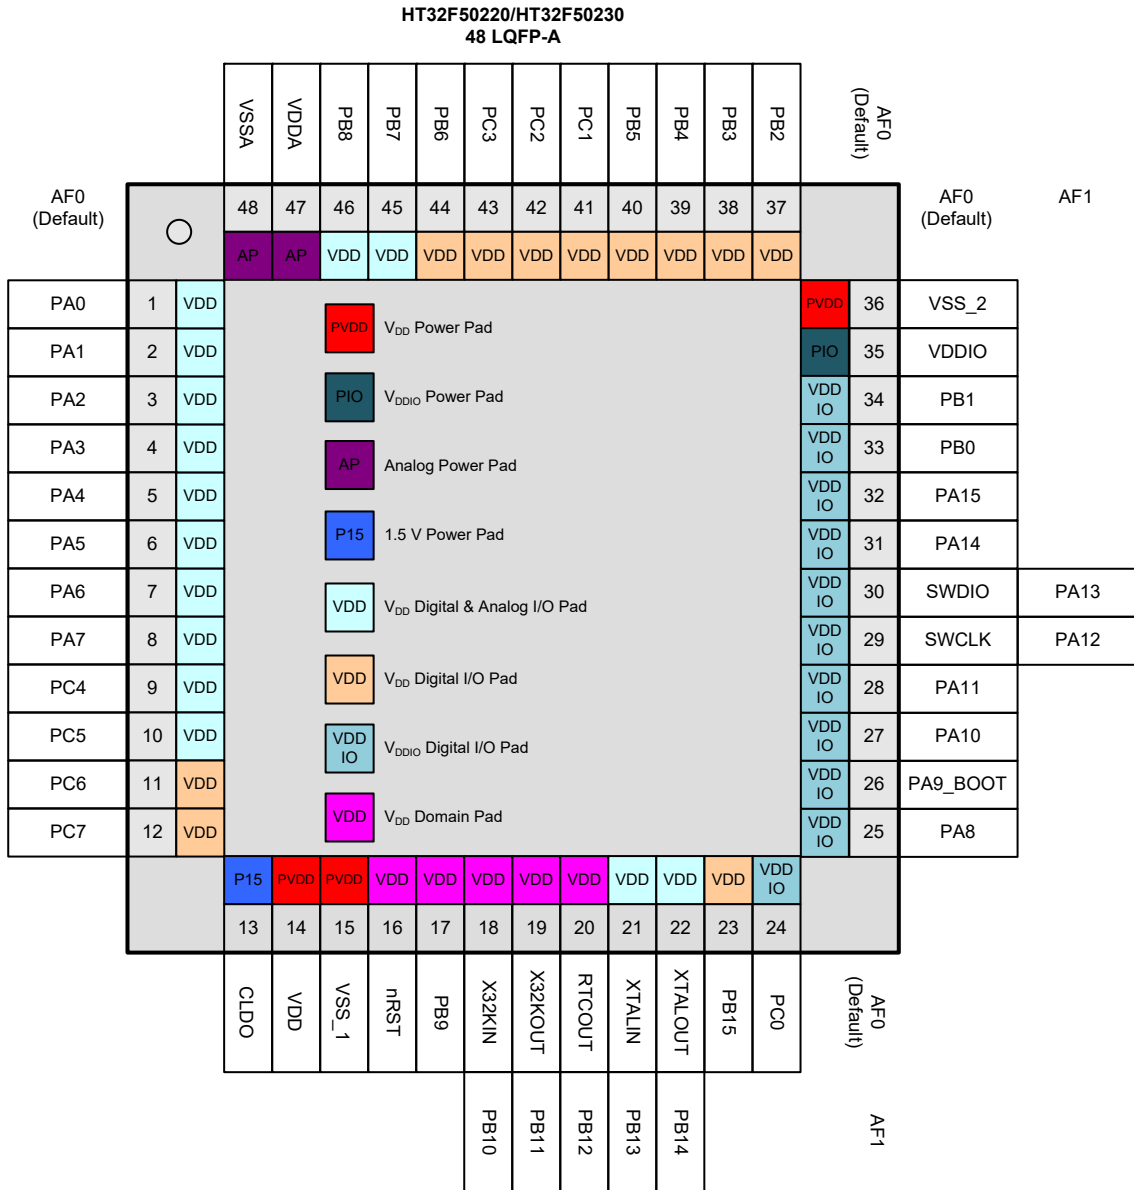 HT32F50220/HT32F50230
48 LQFP-A
VSSA VDDA PB8 PB7 PB6 PC3 PC2 PC1 PB5 PB4 PB3 PB2 AF0 (Default)
AF0 (Default) 48 47 46 45 44 43 42 41 40 39 38 37 AF0 (Default) AF1
AP AP VDD VDD VDD VDD VDD VDD VDD VDD VDD VDD
PA0 1 VDD PVDD 36 VSS_2
PVDD VDD Power Pad
PA1 2 VDD PIO 35 VDDIO
PA2 3 VDD VDD IO 34 PB1
PIO VDDIO Power Pad
PA3 4 VDD VDD IO 33 PB0
AP Analog Power Pad
PA4 5 VDD VDD IO 32 PA15
PA5 6 VDD P15 1.5 V Power Pad VDD IO 31 PA14
PA6 7 VDD VDD IO 30 SWDIO PA13
VDD VDD Digital & Analog I/O Pad
PA7 8 VDD VDD IO 29 SWCLK PA12
PC4 9 VDD VDD VDD Digital I/O Pad VDD IO 28 PA11
PC5 10 VDD VDD IO VDDIO Digital I/O Pad VDD IO 27 PA10
PC6 11 VDD VDD IO 26 PA9_BOOT
PC7 12 VDD VDD VDD Domain Pad VDD IO 25 PA8
P15 PVDD PVDD VDD VDD VDD VDD VDD VDD VDD VDD VDD IO
13 14 15 16 17 18 19 20 21 22 23 24
CLDO VDD VSS_1 nRST PB9 X32KIN X32KOUT RTCOUT XTALIN XTALOUT PB15 PC0 AF0 (Default)
PB10 PB11 PB12 PB13 PB14 AF1